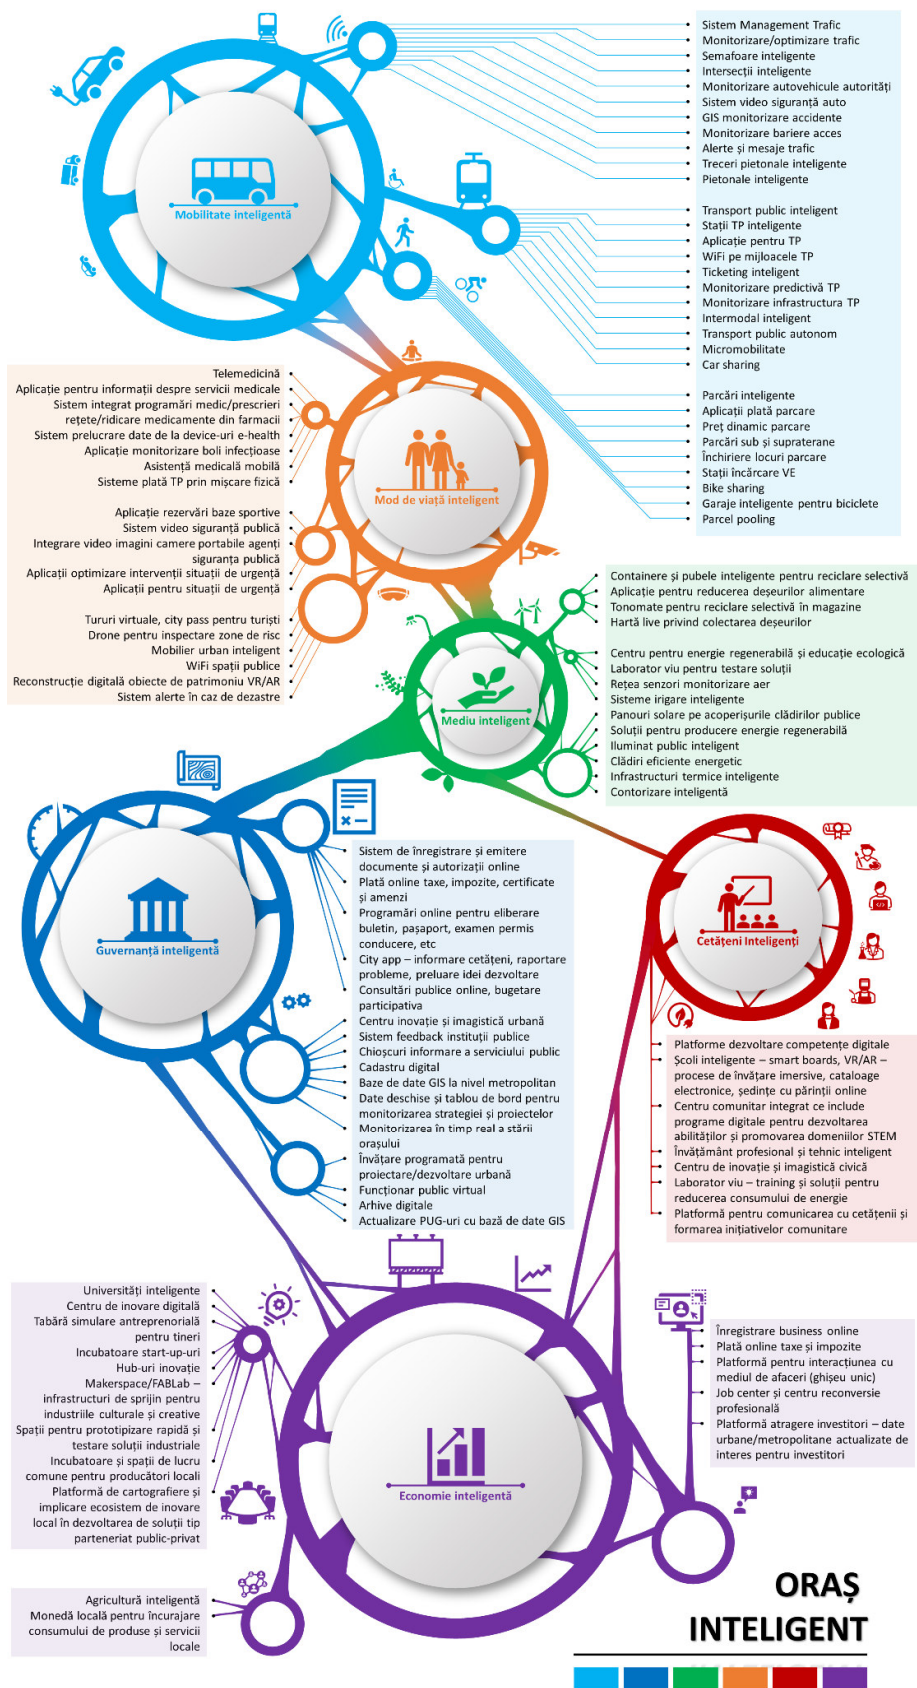 Sistem Management Trafic
Monitorizare/optimizare trafic
Semafoare inteligente
Intersecții inteligente
Monitorizare autovehicule autorități
Sistem video siguranță auto
GIS monitorizare accidente
Monitorizare bariere acces
Alerte și mesaje trafic
Treceri pietonale inteligente
Pietonale inteligente
Mobilitate inteligentă
Transport public inteligent
Stații TP inteligente
Aplicație pentru TP
WiFi pe mijloacele TP
Ticketing inteligent
Monitorizare predictivă TP
Monitorizare infrastructura TP
Intermodal inteligent
Transport public autonom
Micromobilitate
Car sharing
Parcări inteligente
Aplicații plată parcare
Preț dinamic parcare
Parcări sub și supraterane
Închiriere locuri parcare
Stații încărcare VE
Bike sharing
Garaje inteligente pentru biciclete
Parcel pooling
Telemedicină
Aplicație pentru informații despre servicii medicale
Sistem integrat programări medic/prescrieri
rețete/ridicare medicamente din farmacii
Sistem prelucrare date de la device-uri e-health
Aplicație monitorizare boli infecțioase
Asistență medicală mobilă
Sisteme plată TP prin mișcare fizică
Mod de viață inteligent
Aplicație rezervări baze sportive
Sistem video siguranță publică
Integrare video imagini camere portabile agenți
siguranța publică
Aplicații optimizare intervenții situații de urgență
Aplicații pentru situații de urgență
Tururi virtuale, city pass pentru turiști
Drone pentru inspectare zone de risc
Mobilier urban inteligent
WiFi spații publice
Reconstrucție digitală obiecte de patrimoniu VR/AR
Sistem alerte în caz de dezastre
Containere și pubele inteligente pentru reciclare selectivă
Aplicație pentru reducerea deșeurilor alimentare
Tonomate pentru reciclare selectivă în magazine
Hartă live privind colectarea deșeurilor
Centru pentru energie regenerabilă și educație ecologică
Laborator viu pentru testare soluții
Rețea senzori monitorizare aer
Sisteme irigare inteligente
Panouri solare pe acoperișurile clădirilor publice
Soluții pentru producere energie regenerabilă
Iluminat public inteligent
Clădiri eficiente energetic
Infrastructuri termice inteligente
Contorizare inteligentă
Mediu inteligent
Guvernanță inteligentă
Sistem de înregistrare și emitere
documente și autorizații online
Plată online taxe, impozite, certificate
și amenzi
Programări online pentru eliberare
buletin, pașaport, examen permis
conducere, etc
City app – informare cetățeni, raportare
probleme, preluare idei dezvoltare
Consultări publice online, bugetare
participativa
Centru inovație și imagistică urbană
Sistem feedback instituții publice
Chioșcuri informare a serviciului public
Cadastru digital
Baze de date GIS la nivel metropolitan
Date deschise și tablou de bord pentru
monitorizarea strategiei și proiectelor
Monitorizarea în timp real a stării
orașului
Învățare programată pentru
proiectare/dezvoltare urbană
Funcționar public virtual
Arhive digitale
Actualizare PUG-uri cu bază de date GIS
Cetățeni Inteligenți
Platforme dezvoltare competențe digitale
Școli inteligente – smart boards, VR/AR –
procese de învățare imersive, cataloage
electronice, ședințe cu părinții online
Centru comunitar integrat ce include
programe digitale pentru dezvoltarea
abilităților și promovarea domeniilor STEM
Învățământ profesional și tehnic inteligent
Centru de inovație și imagistică civică
Laborator viu – training și soluții pentru
reducerea consumului de energie
Platformă pentru comunicarea cu cetățenii și
formarea inițiativelor comunitare
Universități inteligente
Centru de inovare digitală
Tabără simulare antreprenorială
pentru tineri
Incubatoare start-up-uri
Hub-uri inovație
Makerspace/FABLab –
infrastructuri de sprijin pentru
industriile culturale și creative
Spații pentru prototipizare rapidă și
testare soluții industriale
Incubatoare și spații de lucru
comune pentru producători locali
Platformă de cartografiere și
implicare ecosistem de inovare
local în dezvoltarea de soluții tip
parteneriat public-privat
Agricultură inteligentă
Monedă locală pentru încurajare
consumului de produse și servicii
locale
Economie inteligentă
Înregistrare business online
Plată online taxe și impozite
Platformă pentru interacțiunea cu
mediul de afaceri (ghișeu unic)
Job center și centru reconversie
profesională
Platformă atragere investitori – date
urbane/metropolitane actualizate de
interes pentru investitori
ORAȘ
INTELIGENT